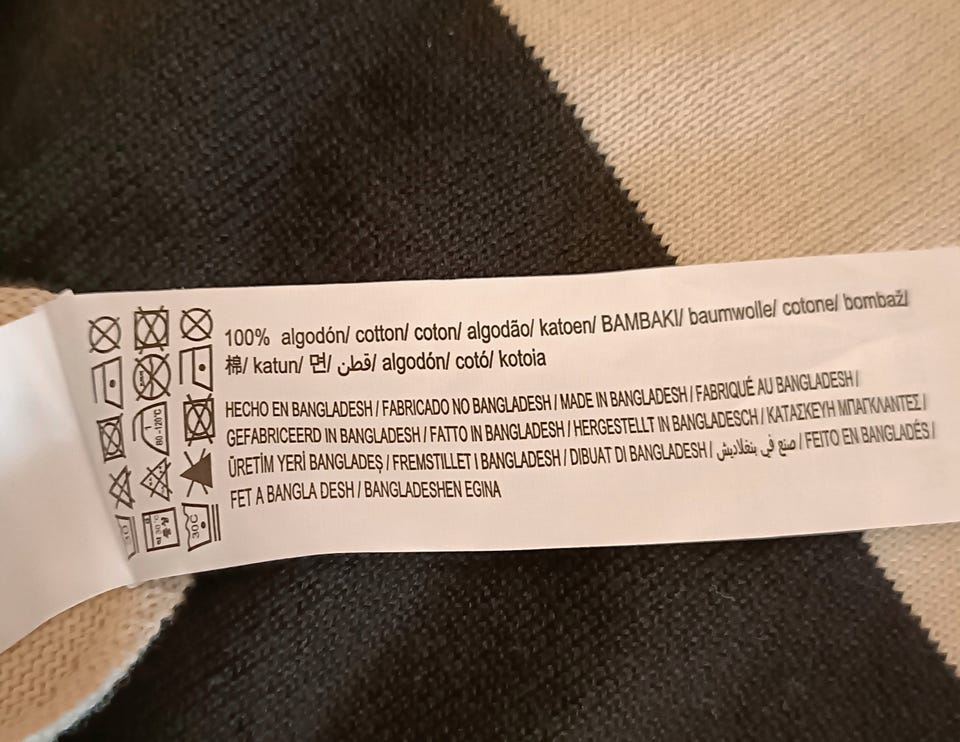 100% algodón/ cotton/ coton/ algodão/ katoen/ BAMBAKI/ baumwolle/ cotone/ bombaž/
棉/ katun/ 면/ قطن/ algodón/ cotó/ kotoia
HECHO EN BANGLADESH / FABRICADO NO BANGLADESH / MADE IN BANGLADESH / FABRIQUÉ AU BANGLADESH /
GEFABRICEERD IN BANGLADESH / FATTO IN BANGLADESH / HERGESTELLT IN BANGLADESCH / ΚΑΤΑΣΚΕΥΗ ΜΠΑΓΚΛΑΝΤΕΣ /
ÜRETİM YERİ BANGLADEŞ / FREMSTILLET I BANGLADESH / DIBUAT DI BANGLADESH / صنع في بنغلاديش / FEITO EN BANGLADÉS /
FET A BANGLA DESH / BANGLADESHEN EGINA
80 -120°C
30C